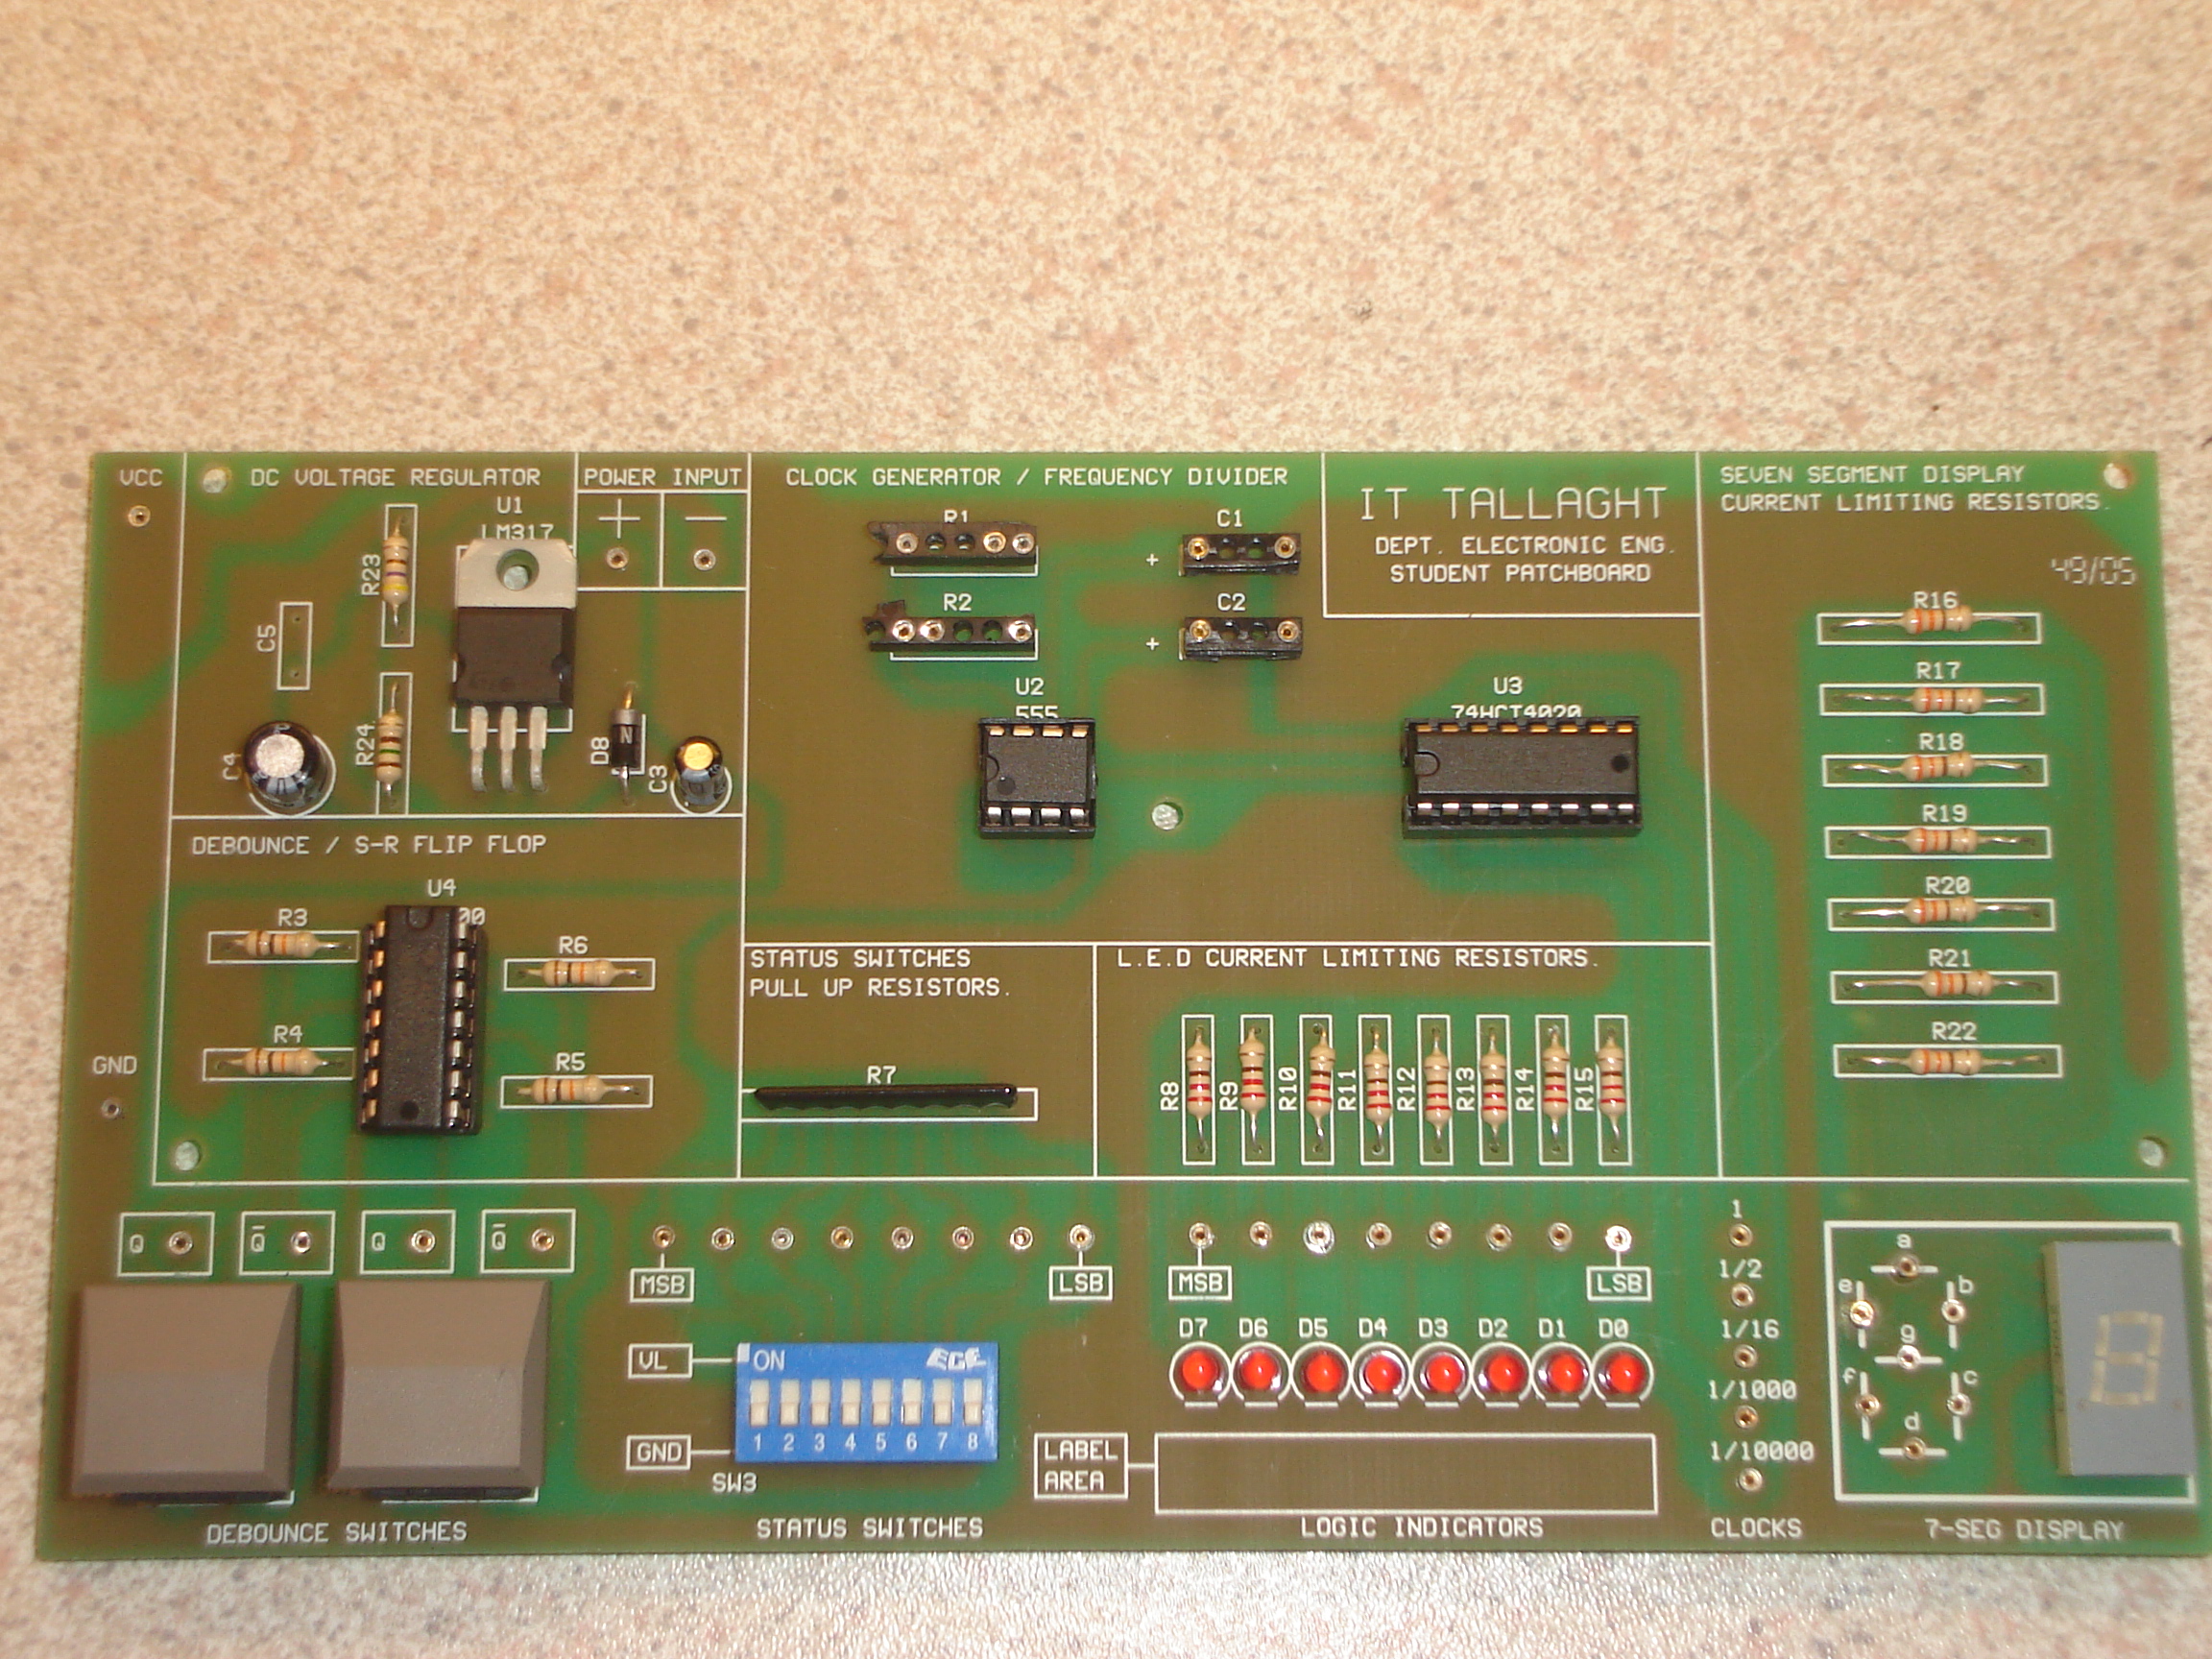 VCC
DC VOLTAGE REGULATOR
POWER INPUT
CLOCK GENERATOR / FREQUENCY DIVIDER
IT TALLAGHT
DEPT. ELECTRONIC ENG.
STUDENT PATCHBOARD
SEVEN SEGMENT DISPLAY
CURRENT LIMITING RESISTORS.
49/05
U1
LM317
+
-
R23
C5
R24
C4
D8
N
C3
R1
R2
+
C1
+
C2
U2
555
U3
74HCT4020
R16
R17
R18
R19
R20
R21
R22
DEBOUNCE / S-R FLIP FLOP
U4
00
R3
R4
R6
R5
GND
STATUS SWITCHES
PULL UP RESISTORS.
R7
L.E.D CURRENT LIMITING RESISTORS.
R8
R9
R10
R11
R12
R13
R14
R15
Q
Q̅
Q
Q̅
MSB
LSB
VL
GND
ON
ECE
1 2 3 4 5 6 7 8
SW3
MSB
LSB
D7 D6 D5 D4 D3 D2 D1 D0
LABEL
AREA
1
1/2
1/16
1/1000
1/10000
a
e
b
g
f
c
d
DEBOUNCE SWITCHES
STATUS SWITCHES
LOGIC INDICATORS
CLOCKS
7-SEG DISPLAY